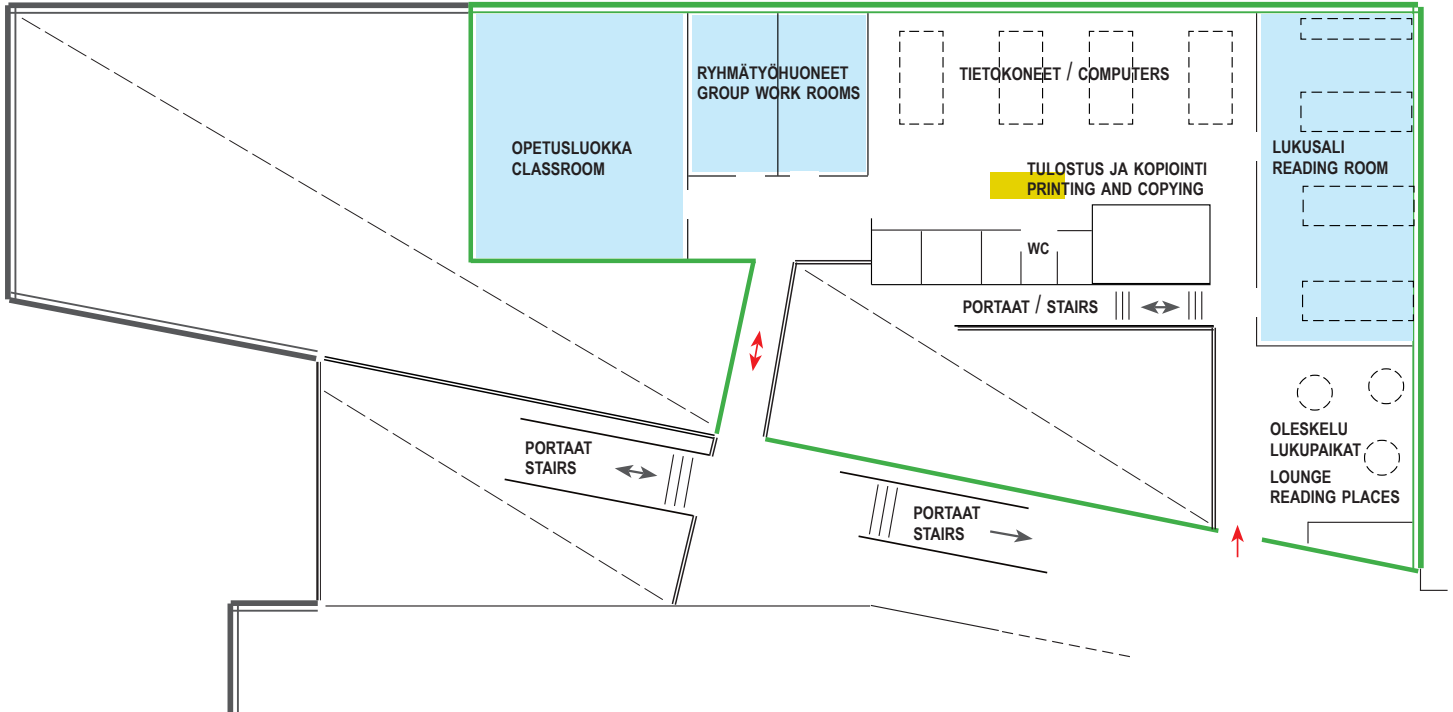 RYHMÄTYÖHUONEET
GROUP WORK ROOMS
TIETOKONEET / COMPUTERS
OPETUSLUOKKA
CLASSROOM
LUKUSALI
READING ROOM
TULOSTUS JA KOPIOINTI
PRINTING AND COPYING
WC
PORTAAT / STAIRS
OLESKELU
LUKUPAIKAT
LOUNGE
READING PLACES
PORTAAT
STAIRS
PORTAAT
STAIRS